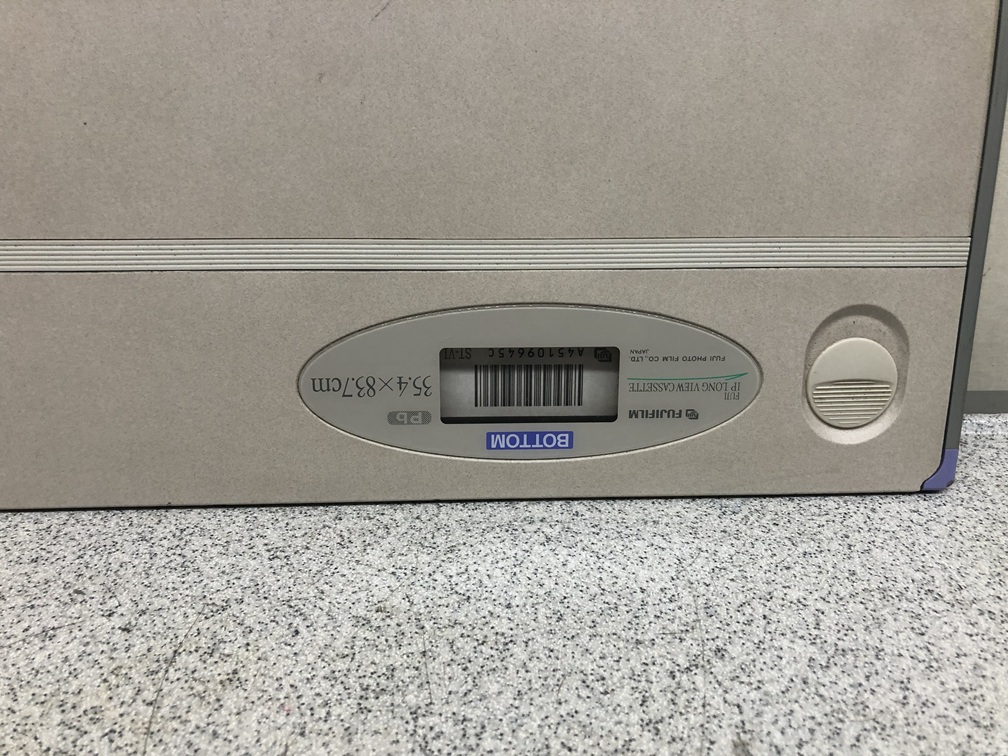 BOTTOM
FUJIFILM
FUJI
IP LONG VIEW CASSETTE
FUJI PHOTO FILM CO., LTD.
JAPAN
A45109645C ST-VI
Pb
35.4×83.7cm